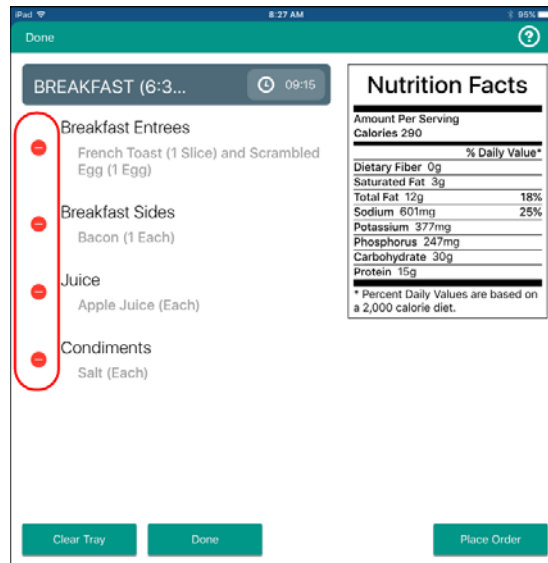 iPad 8:27 AM 95%
Done ?
BREAKFAST (6:3... 09:15
Breakfast Entrees
French Toast (1 Slice) and Scrambled
Egg (1 Egg)
Breakfast Sides
Bacon (1 Each)
Juice
Apple Juice (Each)
Condiments
Salt (Each)
Nutrition Facts
Amount Per Serving
Calories 290
% Daily Value*
Dietary Fiber 0g
Saturated Fat 3g
Total Fat 12g 18%
Sodium 601mg 25%
Potassium 377mg
Phosphorus 247mg
Carbohydrate 30g
Protein 15g
* Percent Daily Values are based on
a 2,000 calorie diet.
Clear Tray Done Place Order